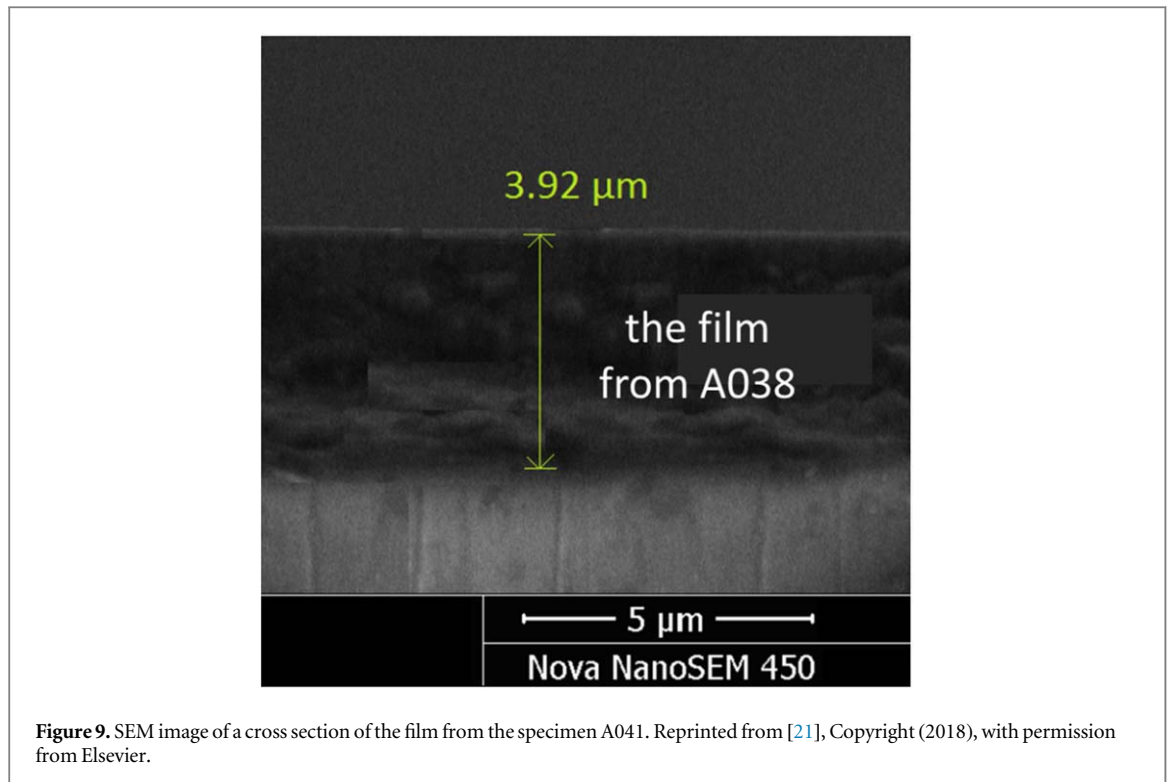 3.92 µm
the film
from A038
5 µm
Nova NanoSEM 450
Figure 9. SEM image of a cross section of the film from the specimen A041. Reprinted from [21], Copyright (2018), with permission
from Elsevier.